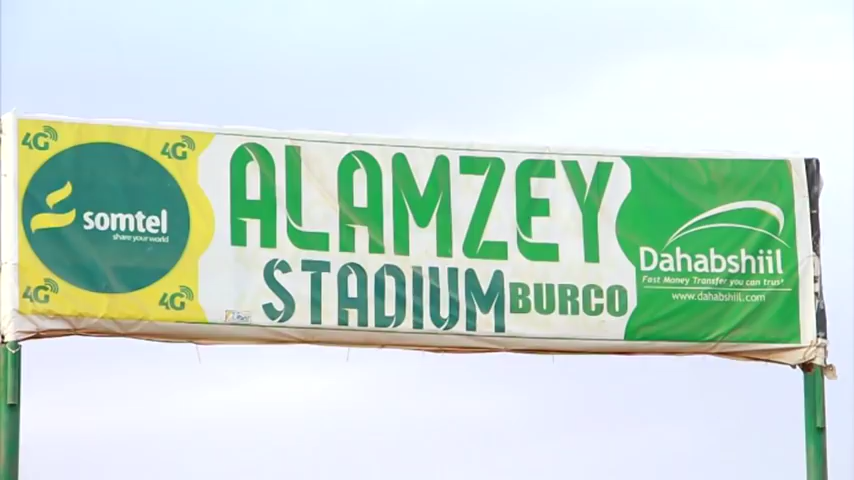 4G
4G
somtel
share your world
4G
4G
ALAMZEY
STADIUM BURCO
Dahabshiil
Fast Money Transfer you can trust
www.dahabshiil.com